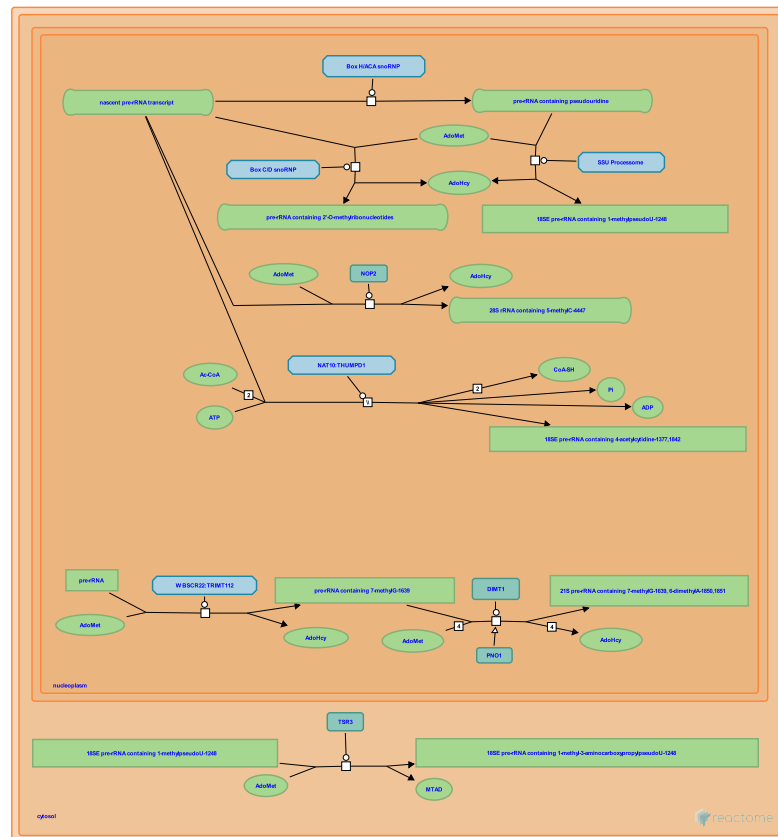 Box H/ACA snoRNP
nascent pre-rRNA transcript
pre-rRNA containing pseudouridine
AdoMet
Box C/D snoRNP
SSU Processome
AdoHcy
pre-rRNA containing 2'-O-methylribonucleotides
18SE pre-rRNA containing 1-methylpseudoU-1248
AdoMet
NOP2
AdoHcy
28S rRNA containing 5-methylC-4447
Ac-CoA
NAT10:THUMPD1
CoA-SH
2
2
Pi
ATP
ADP
18SE pre-rRNA containing 4-acetylcytidine-1377,1842
pre-rRNA
WBSCR22:TRIMT112
pre-rRNA containing 7-methylG-1639
DIMT1
21S pre-rRNA containing 7-methylG-1639, 6-dimethylA-1850,1851
AdoMet
AdoHcy
AdoMet
4
4
AdoHcy
PNO1
nucleoplasm
TSR3
18SE pre-rRNA containing 1-methylpseudoU-1248
18SE pre-rRNA containing 1-methyl-3-aminocarboxypropylpseudoU-1248
AdoMet
MTAD
cytosol
reactome